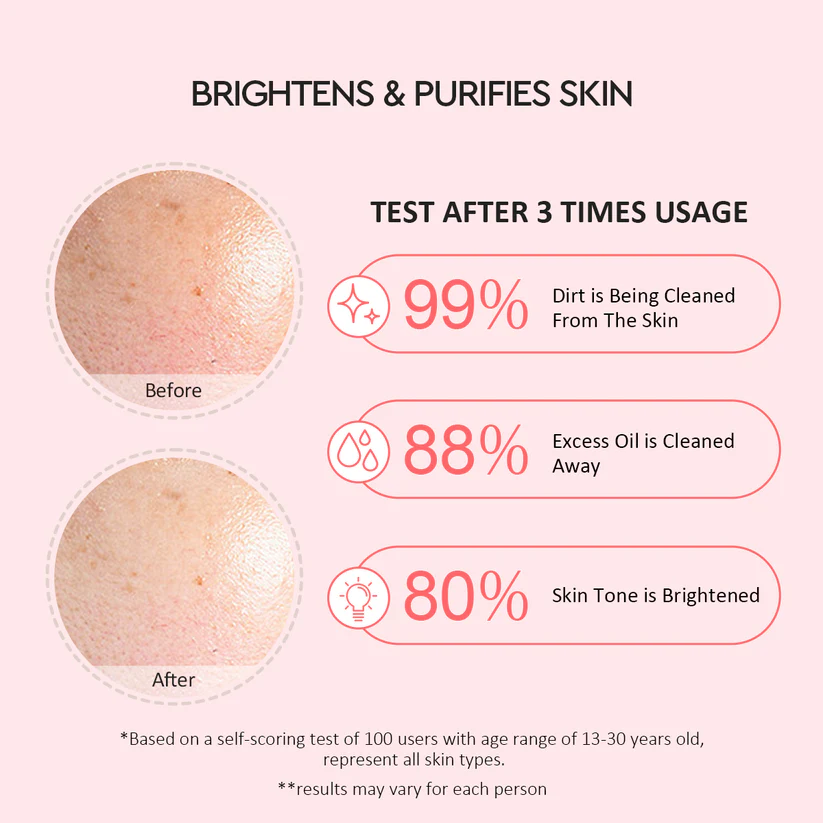 BRIGHTENS & PURIFIES SKIN
TEST AFTER 3 TIMES USAGE
Before
99%
Dirt is Being Cleaned
From The Skin
88%
Excess Oil is Cleaned
Away
80%
Skin Tone is Brightened
After
*Based on a self-scoring test of 100 users with age range of 13-30 years old,
represent all skin types.
**results may vary for each person